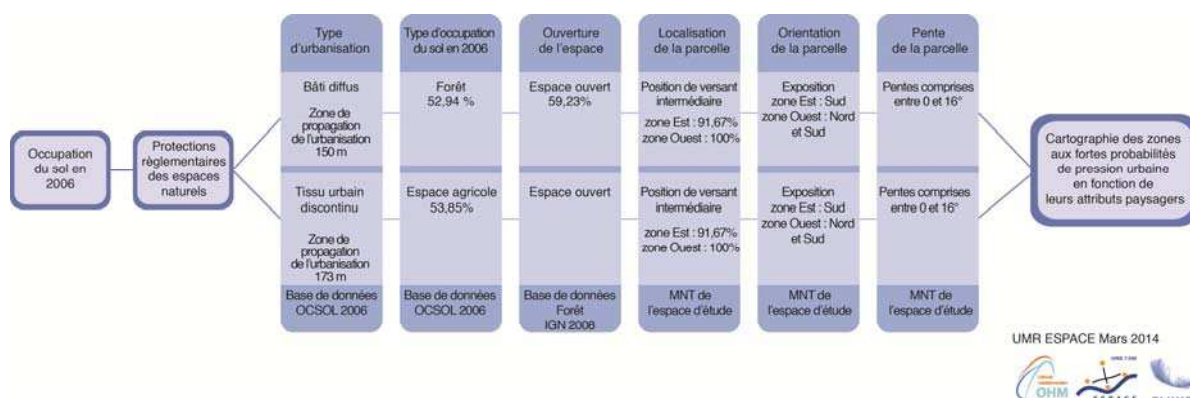 Occupation
du sol en
2006
Protections
règlementaires
des espaces
naturels
Type
d'urbanisation
Bâti diffus
Zone de
propagation
de l'urbanisation
150 m
Tissu urbain
discontinu
Zone de
propagation
de l'urbanisation
173 m
Base de données
OCSOL 2006
Type d'occupation
du sol en 2006
Forêt
52,94 %
Espace agricole
53,85%
Base de données
OCSOL 2006
Ouverture
de l'espace
Espace ouvert
59,23%
Espace ouvert
Base de données
Forêt
IGN 2006
Localisation
de la parcelle
Position de versant
intermédiaire
zone Est : 91,67%
zone Ouest : 100%
Position de versant
intermédiaire
zone Est : 91,67%
zone Ouest : 100%
MNT de
l'espace d'étude
Orientation
de la parcelle
Exposition
zone Est : Sud
zone Ouest : Nord
et Sud
Exposition
zone Est : Sud
zone Ouest : Nord
et Sud
MNT de
l'espace d'étude
Pente
de la parcelle
Pentes comprises
entre 0 et 16°
Pentes comprises
entre 0 et 16°
MNT de
l'espace d'étude
Cartographie des zones
aux fortes probabilités
de pression urbaine
en fonction de
leurs attributs paysagers
UMR ESPACE Mars 2014
OHM